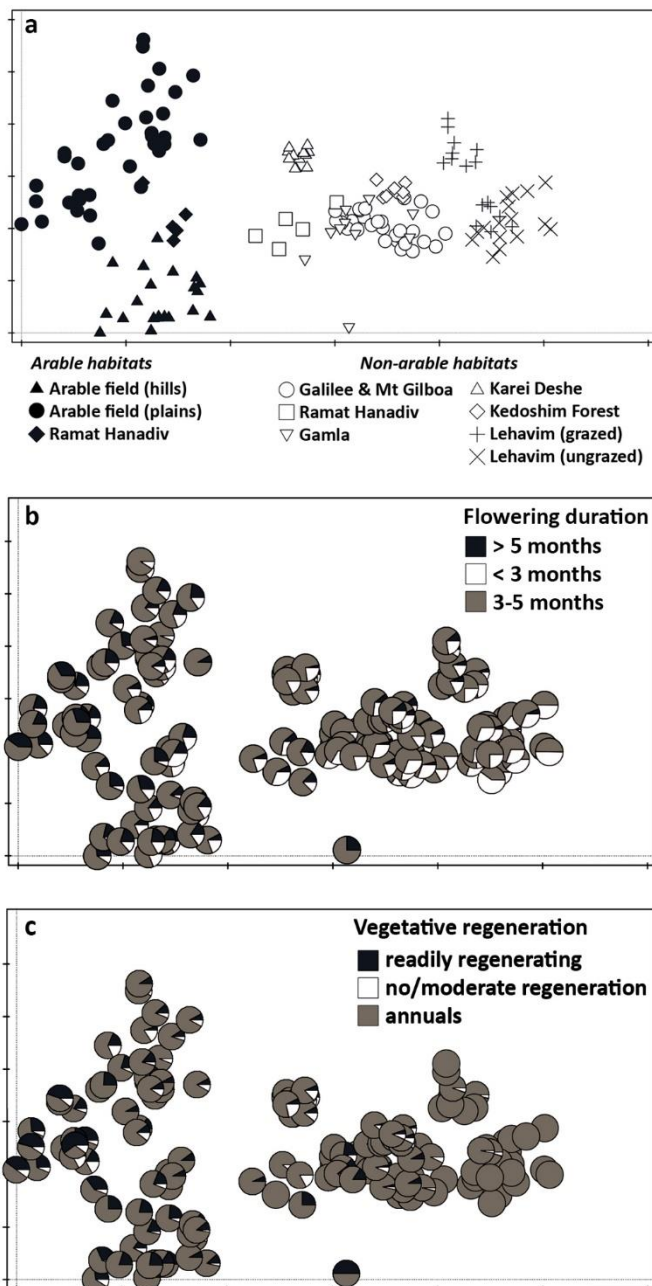 a
Arable habitats
Non-arable habitats
Arable field (hills)
Galilee & Mt Gilboa
Karei Deshe
Arable field (plains)
Ramat Hanadiv
Kedoshim Forest
Ramat Hanadiv
Gamla
Lehavim (grazed)
Lehavim (ungrazed)
b
Flowering duration
> 5 months
< 3 months
3-5 months
c
Vegetative regeneration
readily regenerating
no/moderate regeneration
annuals